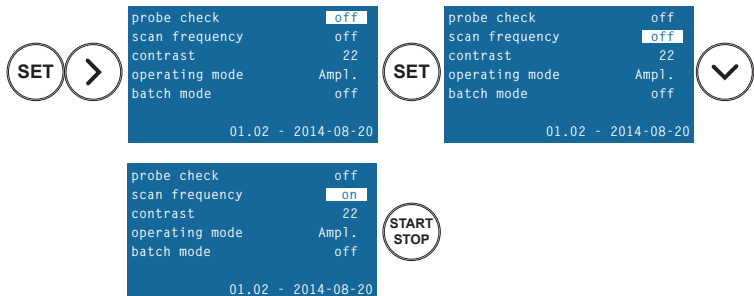 SET
probe check off
scan frequency off
contrast 22
operating mode Ampl.
batch mode off
01.02 - 2014-08-20
SET
probe check off
scan frequency off
contrast 22
operating mode Ampl.
batch mode off
01.02 - 2014-08-20
probe check off
scan frequency on
contrast 22
operating mode Ampl.
batch mode off
01.02 - 2014-08-20
START
STOP